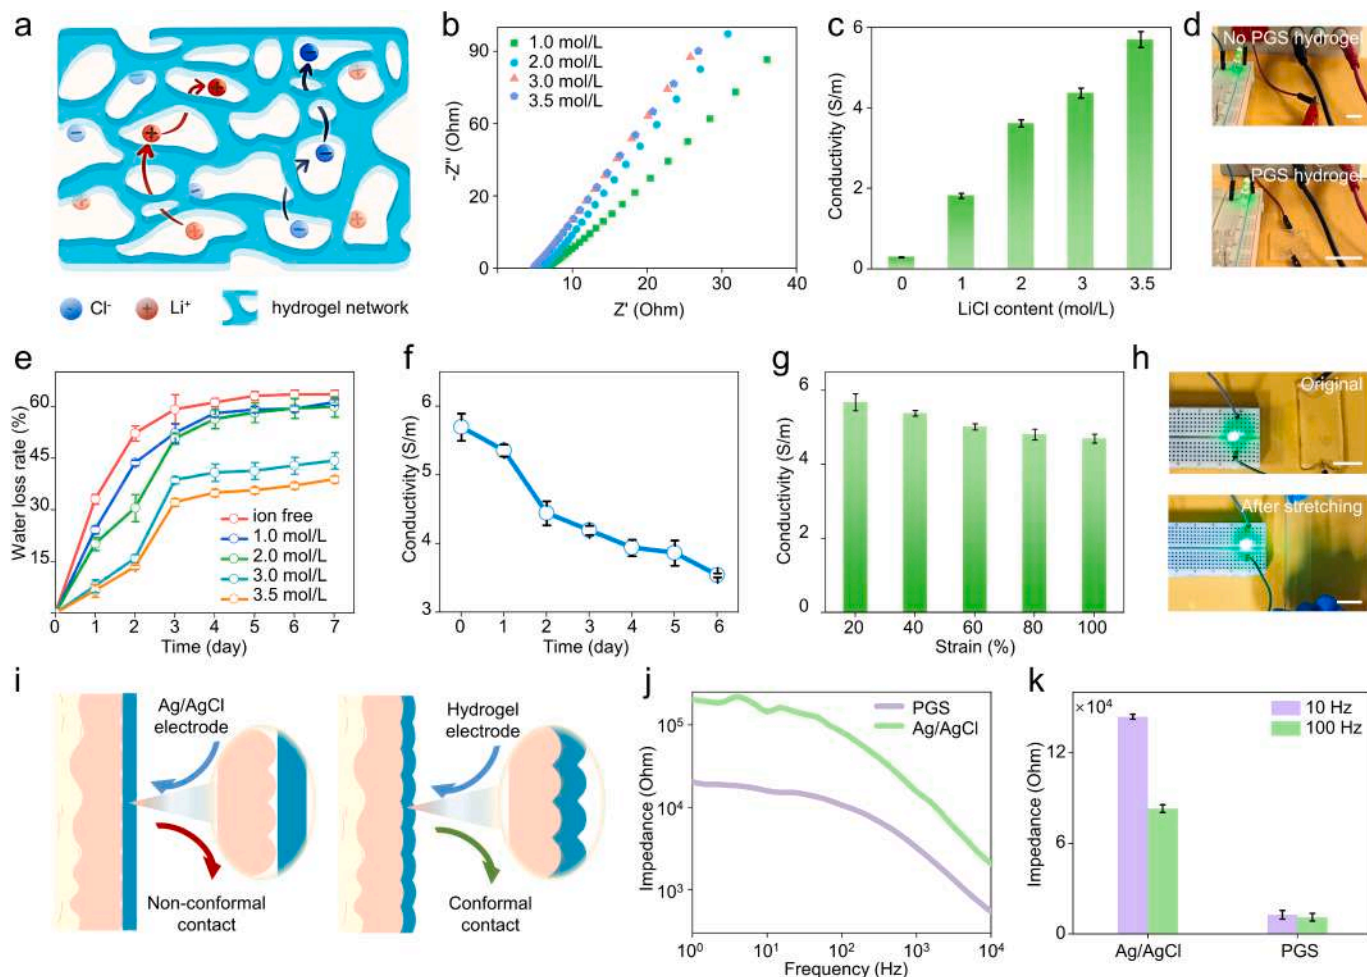 a
Cl⁻
Li⁺
hydrogel network
b
1.0 mol/L
2.0 mol/L
3.0 mol/L
3.5 mol/L
90
60
20
0
-Z'' (Ohm)
10
20
30
40
Z' (Ohm)
c
6
4
2
0
Conductivity (S/m)
0
1
2
3
3.5
LiCl content (mol/L)
d
No PGS hydrogel
PGS hydrogel
e
60
45
30
15
Water loss rate (%)
ion free
1.0 mol/L
2.0 mol/L
3.0 mol/L
3.5 mol/L
0
1
2
3
4
5
6
7
Time (day)
f
6
5
4
3
Conductivity (S/m)
0
1
2
3
4
5
6
Time (day)
g
6
4
2
0
Conductivity (S/m)
20
40
60
80
100
Strain (%)
h
Original
After stretching
i
Ag/AgCl
electrode
Non-conformal
contact
Hydrogel
electrode
Conformal
contact
j
PGS
Ag/AgCl
10⁵
10⁴
10³
Impedance (Ohm)
10⁰
10¹
10²
10³
10⁴
Frequency (Hz)
k
×10⁴
10 Hz
100 Hz
12
6
0
Impedance (Ohm)
Ag/AgCl
PGS